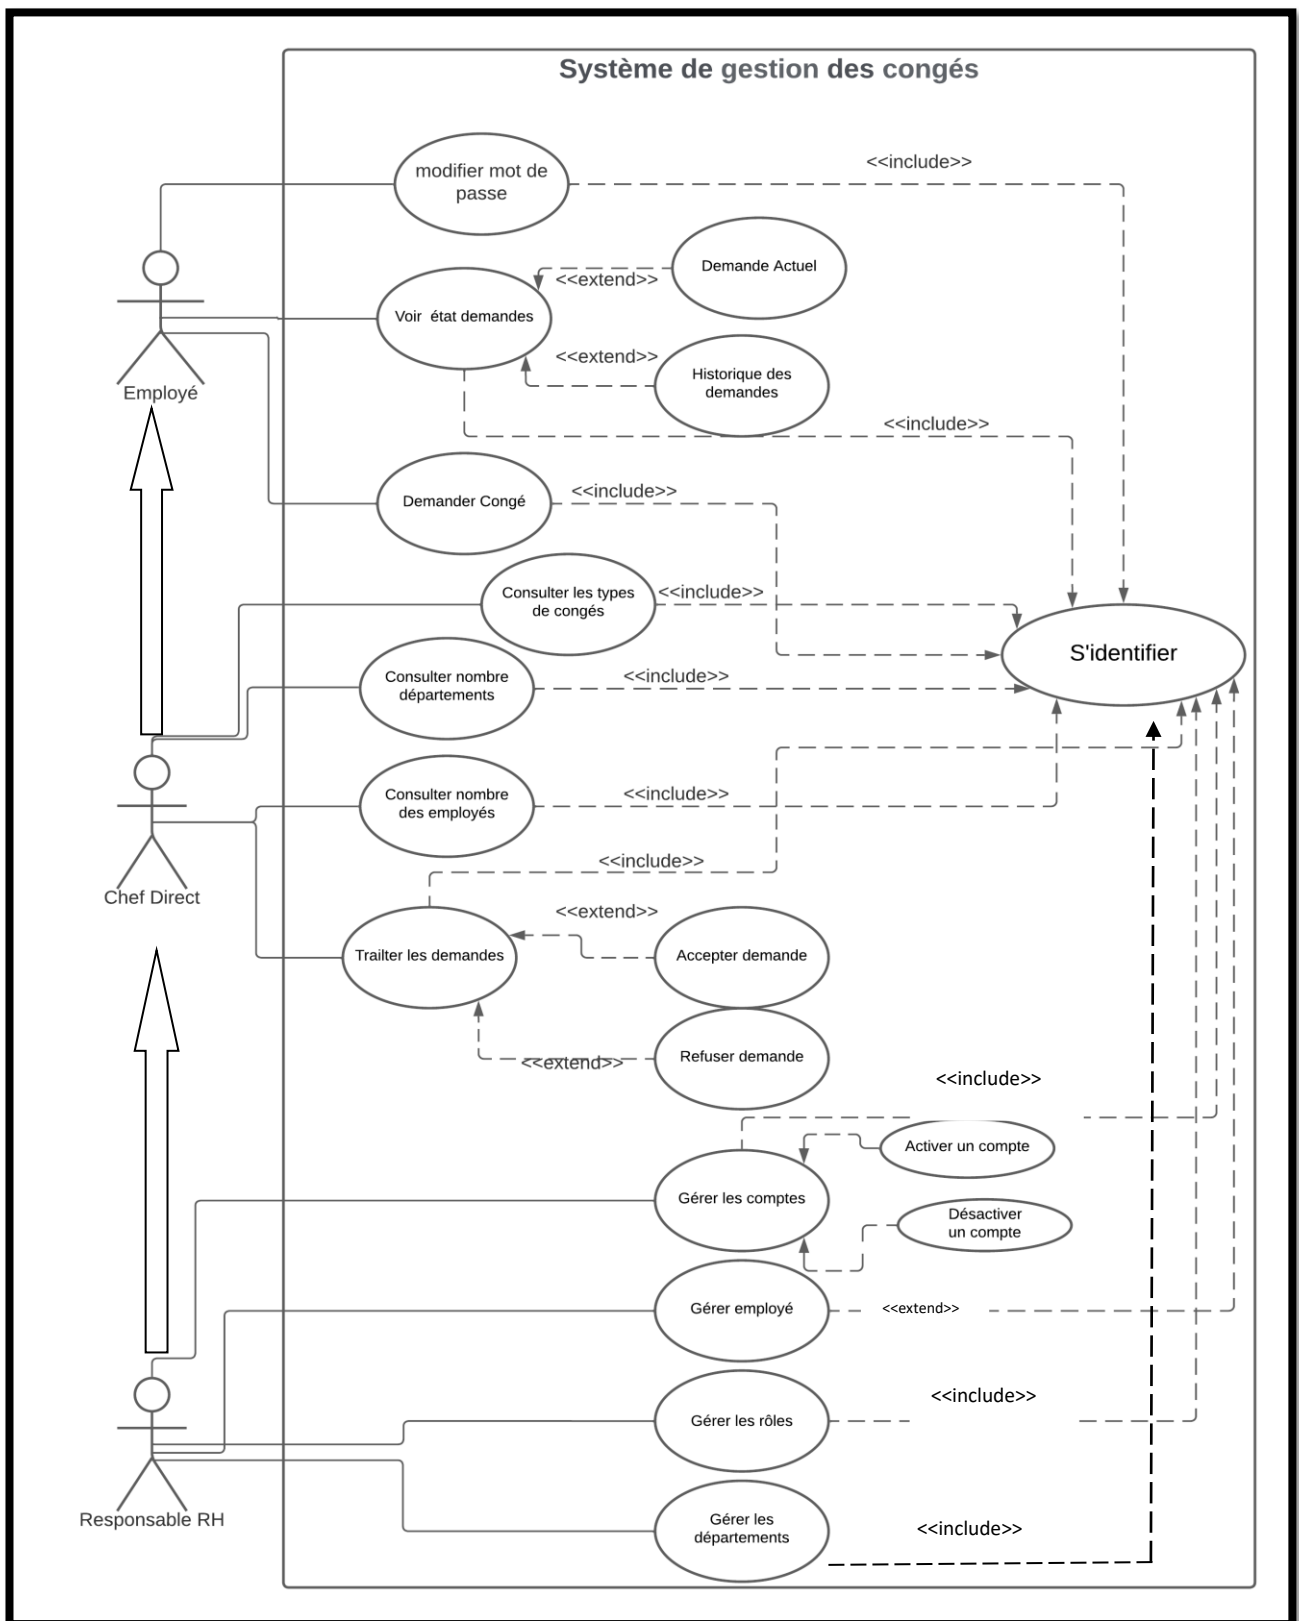 Système de gestion des congés
modifier mot de
passe
<<include>>
Demande Actuel
<<extend>>
Voir état demandes
<<extend>>
Historique des
demandes
Employé
<<include>>
Demander Congé
<<include>>
Consulter les types
de congés
<<include>>
S'identifier
Consulter nombre
départements
<<include>>
Consulter nombre
des employés
<<include>>
<<include>>
Chef Direct
<<extend>>
Trailter les demandes
Accepter demande
Refuser demande
<<extend>>
<<include>>
Activer un compte
Gérer les comptes
Désactiver
un compte
Gérer employé
<<extend>>
<<include>>
Gérer les rôles
Responsable RH
Gérer les
départements
<<include>>